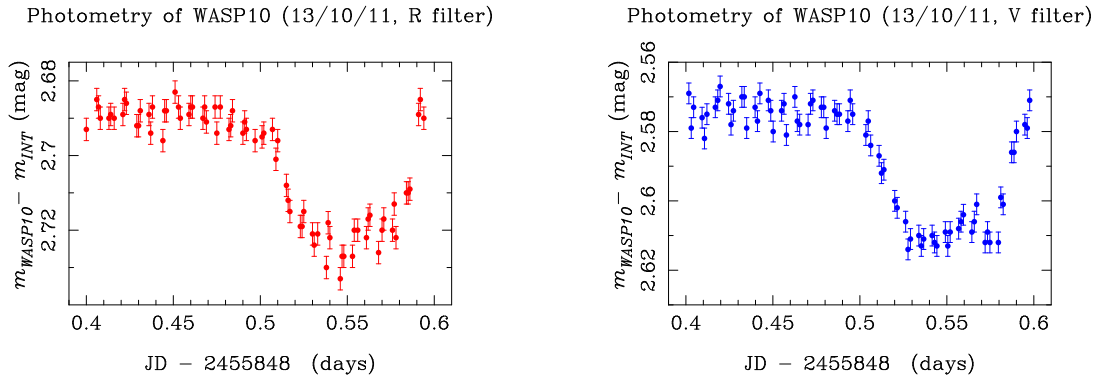 Photometry of WASP10 (13/10/11, R filter)
m_WASP10 − m_INT (mag)
2.68
2.7
2.72
0.4 0.45 0.5 0.55 0.6
JD − 2455848 (days)
Photometry of WASP10 (13/10/11, V filter)
m_WASP10 − m_INT (mag)
2.56
2.58
2.6
2.62
0.4 0.45 0.5 0.55 0.6
JD − 2455848 (days)